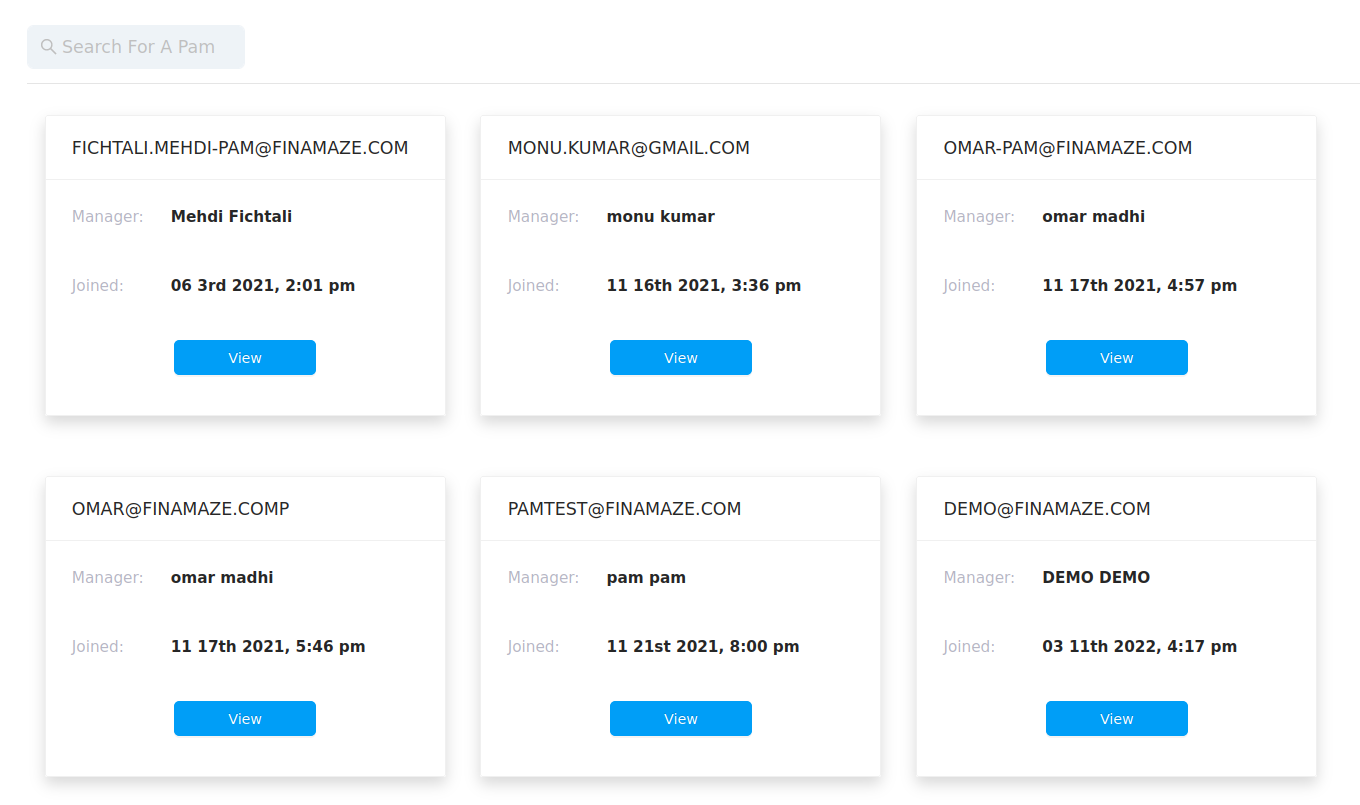 Search For A Pam
FICHTALI.MEHDI-PAM@FINAMAZE.COM
Manager: Mehdi Fichtali
Joined: 06 3rd 2021, 2:01 pm
View
MONU.KUMAR@GMAIL.COM
Manager: monu kumar
Joined: 11 16th 2021, 3:36 pm
View
OMAR-PAM@FINAMAZE.COM
Manager: omar madhi
Joined: 11 17th 2021, 4:57 pm
View
OMAR@FINAMAZE.COMP
Manager: omar madhi
Joined: 11 17th 2021, 5:46 pm
View
PAMTEST@FINAMAZE.COM
Manager: pam pam
Joined: 11 21st 2021, 8:00 pm
View
DEMO@FINAMAZE.COM
Manager: DEMO DEMO
Joined: 03 11th 2022, 4:17 pm
View